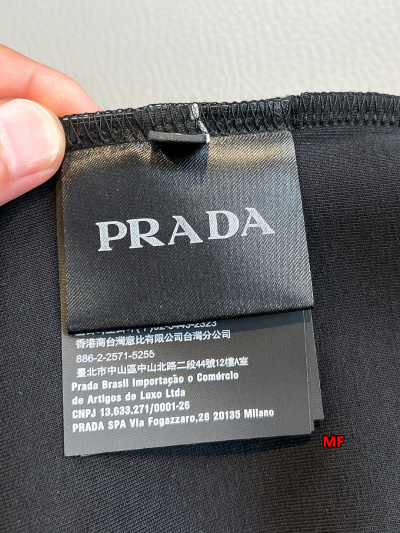 PRADA
香港商台灣意比有限公司台灣分公司
886-2-2571-5255
臺北市中山區中山北路二段44號12樓A室
Prada Brasil Importação o Comércio
de Artigos de Luxo Ltda
CNPJ 13.633.271/0001-26
PRADA SPA Via Fogazzaro,28 20135 Milano
MF